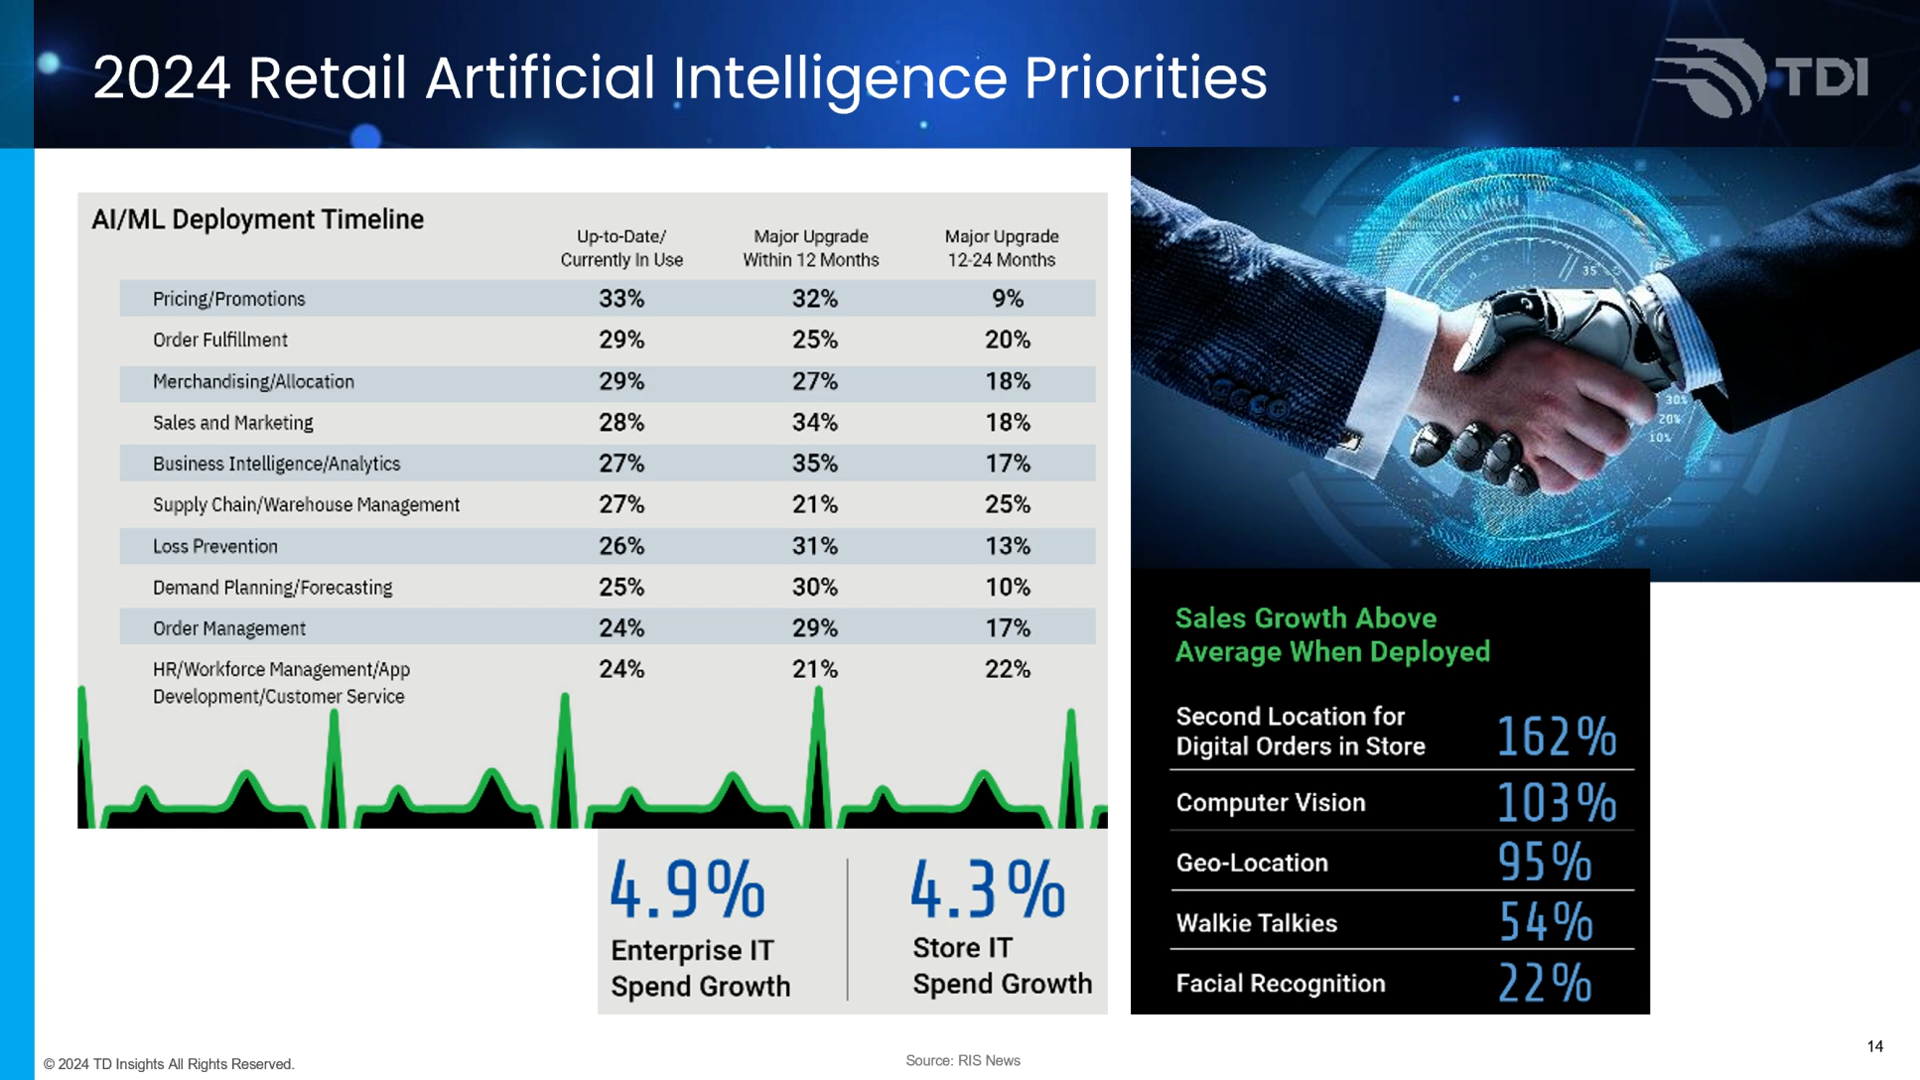 2024 Retail Artificial Intelligence Priorities
TDI
AI/ML Deployment Timeline
Up-to-Date/
Currently In Use
Major Upgrade
Within 12 Months
Major Upgrade
12-24 Months
Pricing/Promotions 33% 32% 9%
Order Fulfillment 29% 25% 20%
Merchandising/Allocation 29% 27% 18%
Sales and Marketing 28% 34% 18%
Business Intelligence/Analytics 27% 35% 17%
Supply Chain/Warehouse Management 27% 21% 25%
Loss Prevention 26% 31% 13%
Demand Planning/Forecasting 25% 30% 10%
Order Management 24% 29% 17%
HR/Workforce Management/App 24% 21% 22%
Development/Customer Service
4.9%
Enterprise IT
Spend Growth
4.3%
Store IT
Spend Growth
35
30%
20%
10%
Sales Growth Above
Average When Deployed
Second Location for
Digital Orders in Store 162%
Computer Vision 103%
Geo-Location 95%
Walkie Talkies 54%
Facial Recognition 22%
© 2024 TD Insights All Rights Reserved.
Source: RIS News
14